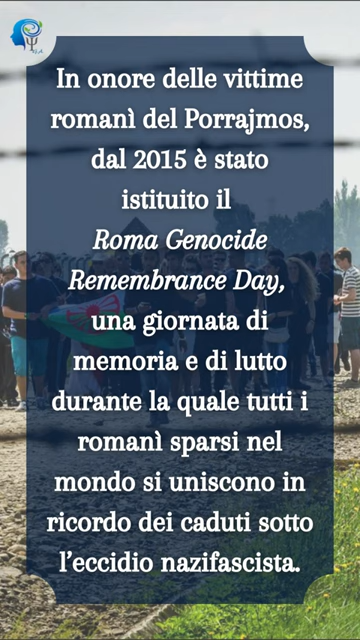 In onore delle vittime
romanì del Porrajmos,
dal 2015 è stato
istituito il
Roma Genocide
Remembrance Day,
una giornata di
memoria e di lutto
durante la quale tutti i
romanì sparsi nel
mondo si uniscono in
ricordo dei caduti sotto
l’eccidio nazifascista.